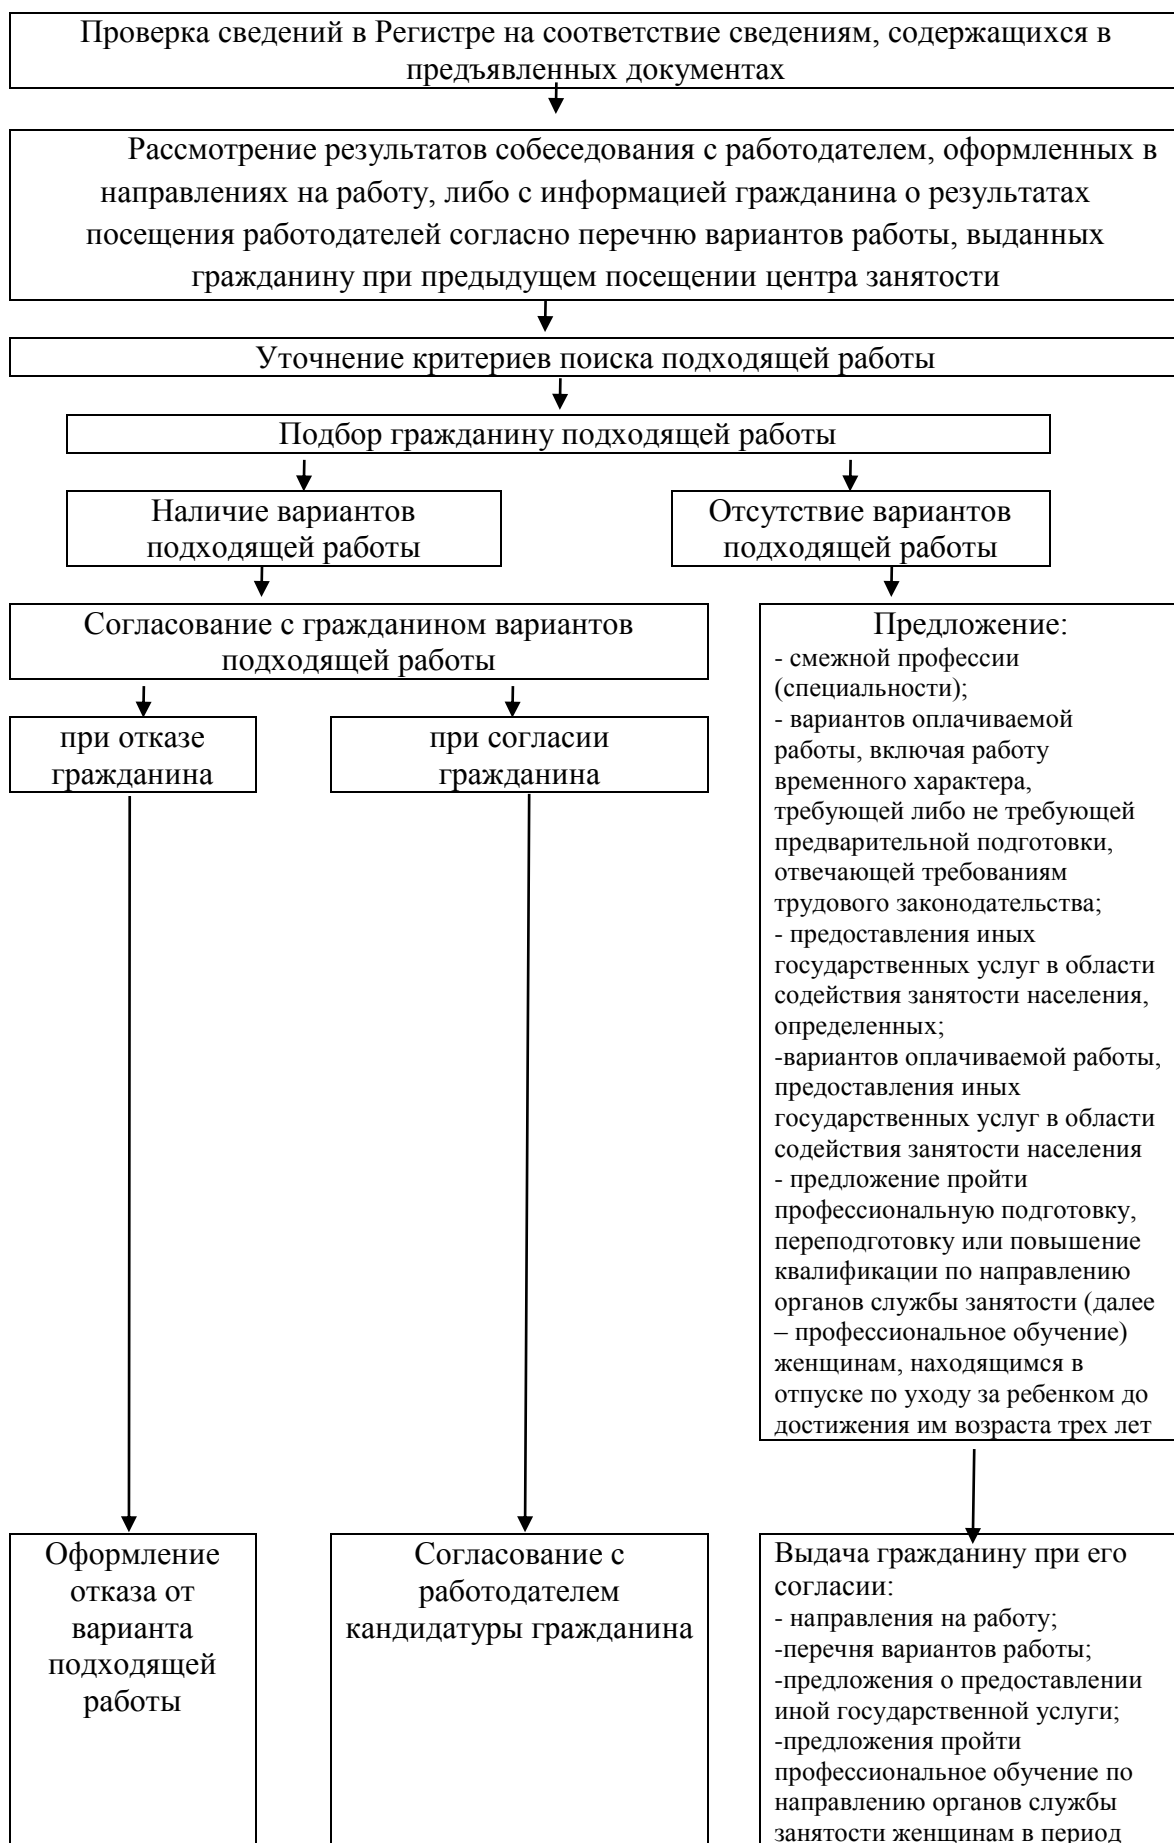 Проверка сведений в Регистре на соответствие сведениям, содержащихся в
предъявленных документах
Рассмотрение результатов собеседования с работодателем, оформленных в
направлениях на работу, либо с информацией гражданина о результатах
посещения работодателей согласно перечню вариантов работы, выданных
гражданину при предыдущем посещении центра занятости
Уточнение критериев поиска подходящей работы
Подбор гражданину подходящей работы
Наличие вариантов
подходящей работы
Отсутствие вариантов
подходящей работы
Согласование с гражданином вариантов
подходящей работы
при отказе
гражданина
при согласии
гражданина
Предложение:
- смежной профессии
(специальности);
- вариантов оплачиваемой
работы, включая работу
временного характера,
требующей либо не требующей
предварительной подготовки,
отвечающей требованиям
трудового законодательства;
- предоставления иных
государственных услуг в области
содействия занятости населения,
определенных;
-вариантов оплачиваемой работы,
предоставления иных
государственных услуг в области
содействия занятости населения
- предложение пройти
профессиональную подготовку,
переподготовку или повышение
квалификации по направлению
органов службы занятости (далее
– профессиональное обучение)
женщинам, находящимся в
отпуске по уходу за ребенком до
достижения им возраста трех лет
Оформление
отказа от
варианта
подходящей
работы
Согласование с
работодателем
кандидатуры гражданина
Выдача гражданину при его
согласии:
- направления на работу;
-перечня вариантов работы;
-предложения о предоставлении
иной государственной услуги;
-предложения пройти
профессиональное обучение по
направлению органов службы
занятости женщинам в период